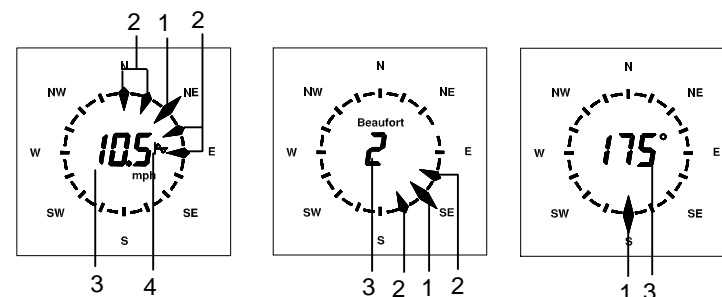 2 1 2
N
NW NE
W 10.5 E
mph
SW SE
S
3 4
N
NW NE
Beaufort
W 2 E
SW SE
S
3 2 1 2
N
NW NE
W 175° E
SW SE
S
1 3